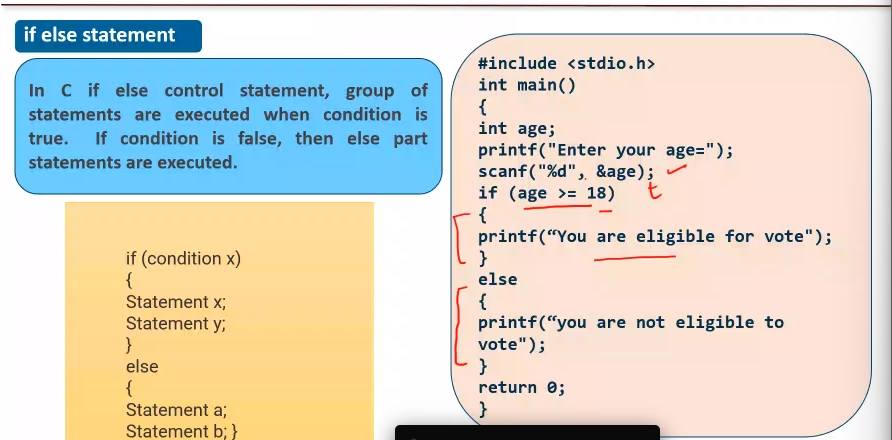 if else statement
In C if else control statement, group of
statements are executed when condition is
true. If condition is false, then else part
statements are executed.
if (condition x)
{
Statement x;
Statement y;
}
else
{
Statement a;
Statement b; }
#include <stdio.h>
int main()
{
int age;
printf("Enter your age=");
scanf("%d", &age);
if (age >= 18) t
{
printf(“You are eligible for vote");
}
else
{
printf(“you are not eligible to
vote");
}
return 0;
}